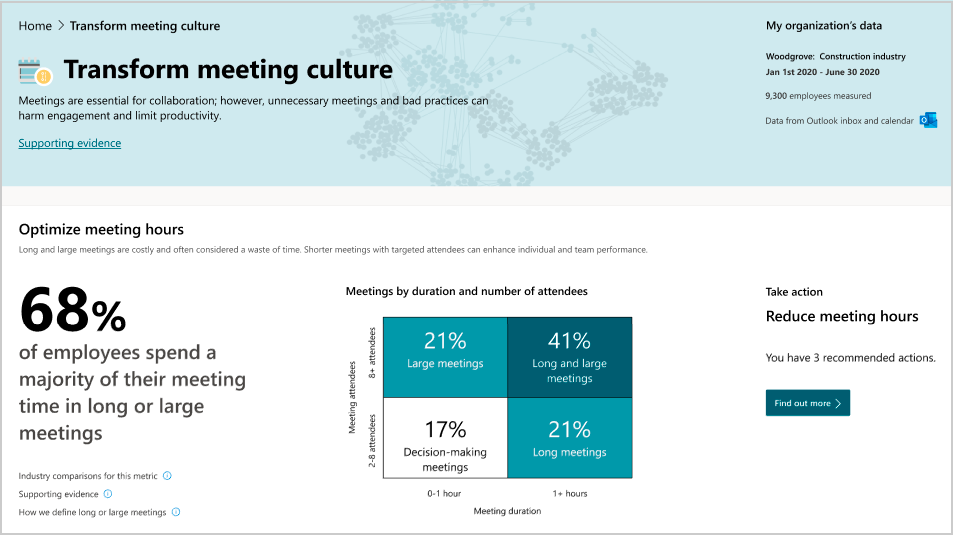 Home > Transform meeting culture
Transform meeting culture
Meetings are essential for collaboration; however, unnecessary meetings and bad practices can
harm engagement and limit productivity.
Supporting evidence
My organization's data
Woodgrove: Construction industry
Jan 1st 2020 - June 30 2020
9,300 employees measured
Data from Outlook inbox and calendar
Optimize meeting hours
Long and large meetings are costly and often considered a waste of time. Shorter meetings with targeted attendees can enhance individual and team performance.
68%
of employees spend a
majority of their meeting
time in long or large
meetings
Industry comparisons for this metric
Supporting evidence
How we define long or large meetings
Meetings by duration and number of attendees
Meeting attendees
8+ attendees
2-8 attendees
21%
Large meetings
41%
Long and large
meetings
17%
Decision-making
meetings
21%
Long meetings
0-1 hour
1+ hours
Meeting duration
Take action
Reduce meeting hours
You have 3 recommended actions.
Find out more >